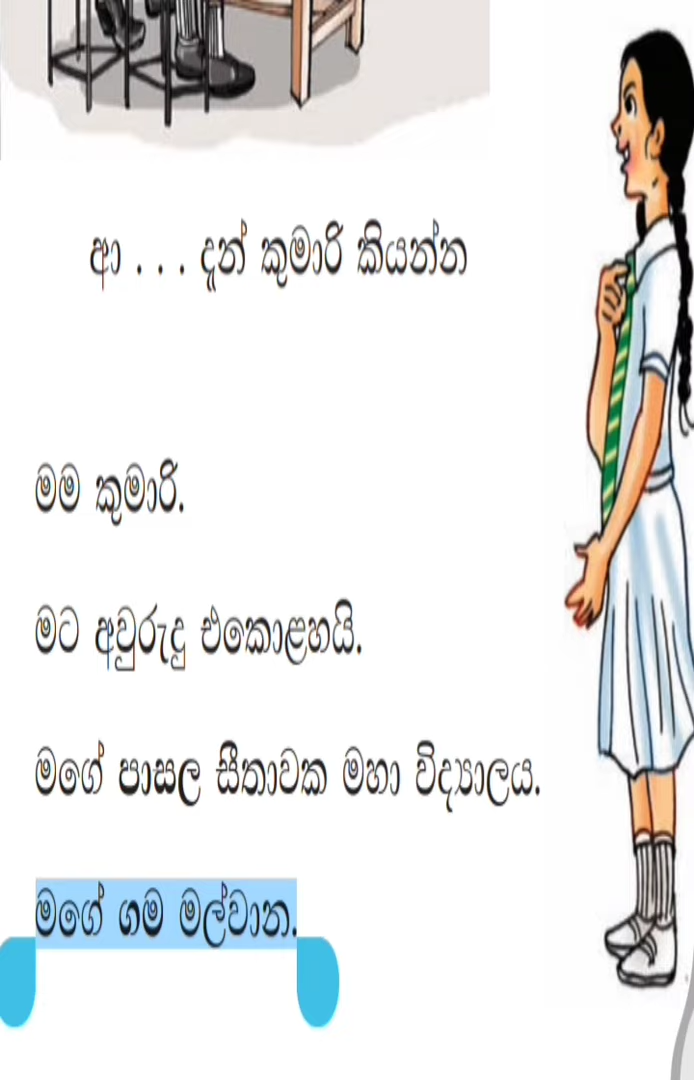 ආ . . . දැන් කුමාරි කියන්න
මම කුමාරි.
මට අවුරුදු එකොළහයි.
මගේ පාසල සීතාවක මහා විද්‍යාලය.
මගේ ගම මල්වාන.